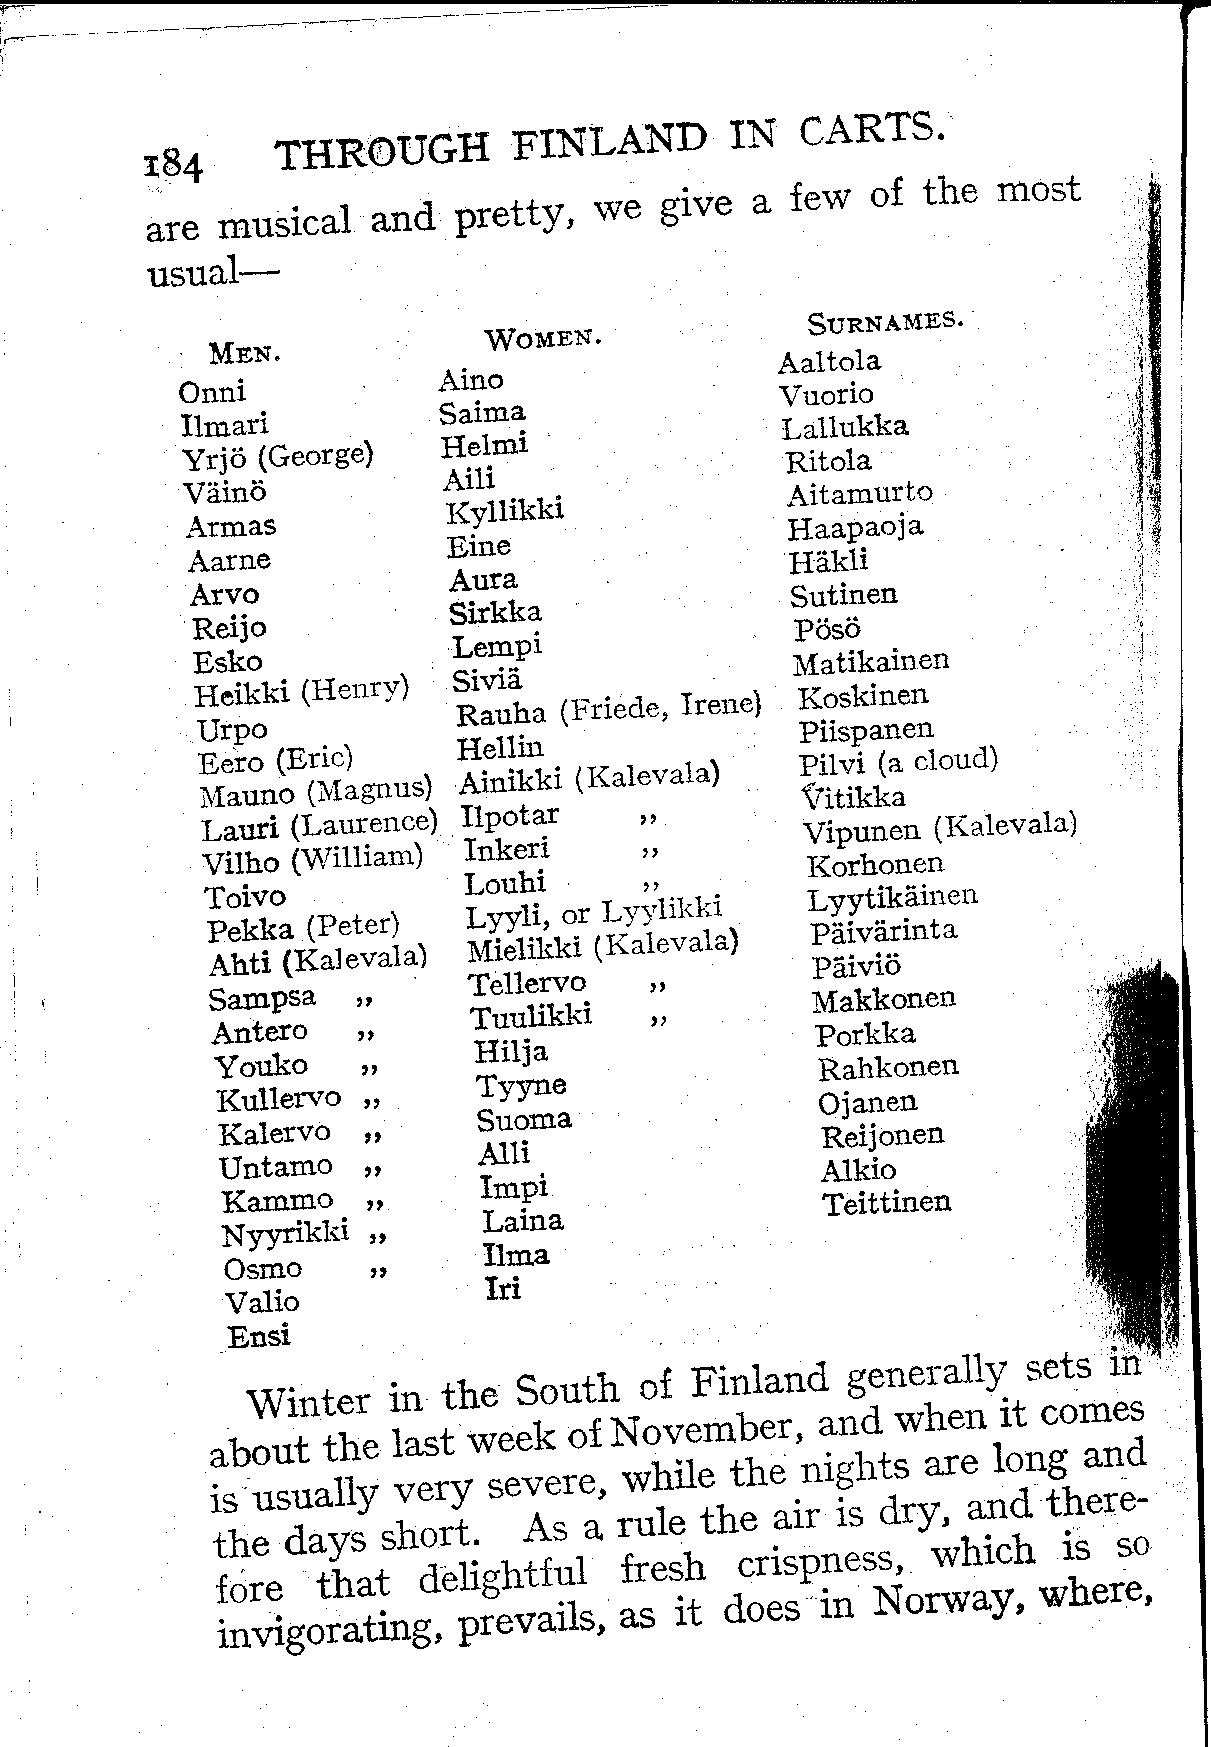 184 THROUGH FINLAND IN CARTS.
are musical and pretty, we give a few of the most
usual—
MEN.
Onni
Ilmari
Yrjö (George)
Väinö
Armas
Aarne
Arvo
Reijo
Esko
Heikki (Henry)
Urpo
Eero (Eric)
Mauno (Magnus)
Lauri (Laurence)
Vilho (William)
Toivo
Pekka (Peter)
Ahti (Kalevala)
Sampsa „
Antero „
Youko „
Kullervo „
Kalervo „
Untamo „
Kammo „
Nyyrikki „
Osmo „
Valio
Ensi
WOMEN.
Aino
Saima
Helmi
Aili
Kyllikki
Eine
Aura
Sirkka
Lempi
Siviä
Rauha (Friede, Irene)
Hellin
Ainikki (Kalevala)
Ilpotar „
Inkeri „
Louhi „
Lyyli, or Lyylikki
Mielikki (Kalevala)
Tellervo „
Tuulikki „
Hilja
Tyyne
Suoma
Alli
Impi
Laina
Ilma
Iri
SURNAMES.
Aaltola
Vuorio
Lallukka
Ritola
Aitamurto
Haapaoja
Häkli
Sutinen
Pösö
Matikainen
Koskinen
Piispanen
Pilvi (a cloud)
Vitikka
Vipunen (Kalevala)
Korhonen
Lyytikäinen
Päivärinta
Päiviö
Makkonen
Porkka
Rahkonen
Ojanen
Reijonen
Alkio
Teittinen
Winter in the South of Finland generally sets in
about the last week of November, and when it comes
is usually very severe, while the nights are long and
the days short. As a rule the air is dry, and there-
fore that delightful fresh crispness, which is so
invigorating, prevails, as it does in Norway, where,